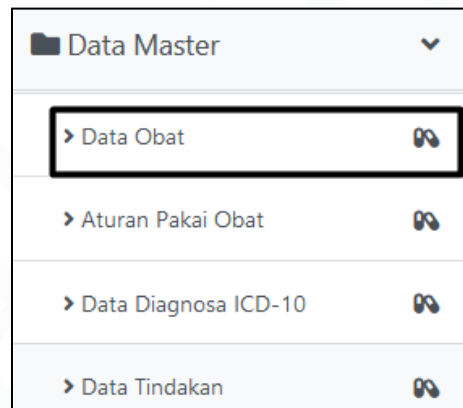 Data Master
Data Obat
Aturan Pakai Obat
Data Diagnosa ICD-10
Data Tindakan